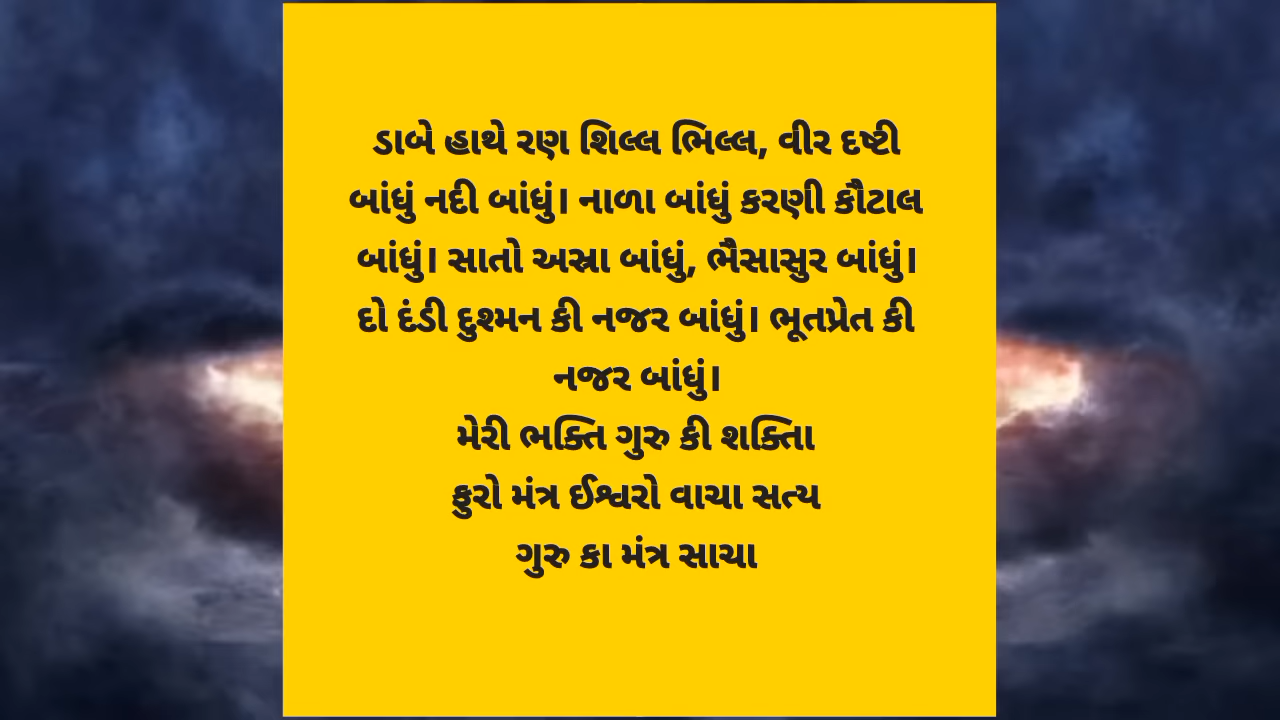 ડાબે હાથે રણ શિલ્લ ભિલ્લ, વીર દષ્ટી
બાંધું નદી બાંધું। નાળા બાંધું કરણી કૌટાલ
બાંધું। સાતો અસ્રા બાંધું, ભૈસાસુર બાંધું।
દો દંડી દુશ્મન કી નજર બાંધું। ભૂતપ્રેત કી
નજર બાંધું।
મેરી ભક્તિ ગુરુ કી શક્તિા
ફુરો મંત્ર ઈશ્વરો વાચા સત્ય
ગુરુ કા મંત્ર સાચા